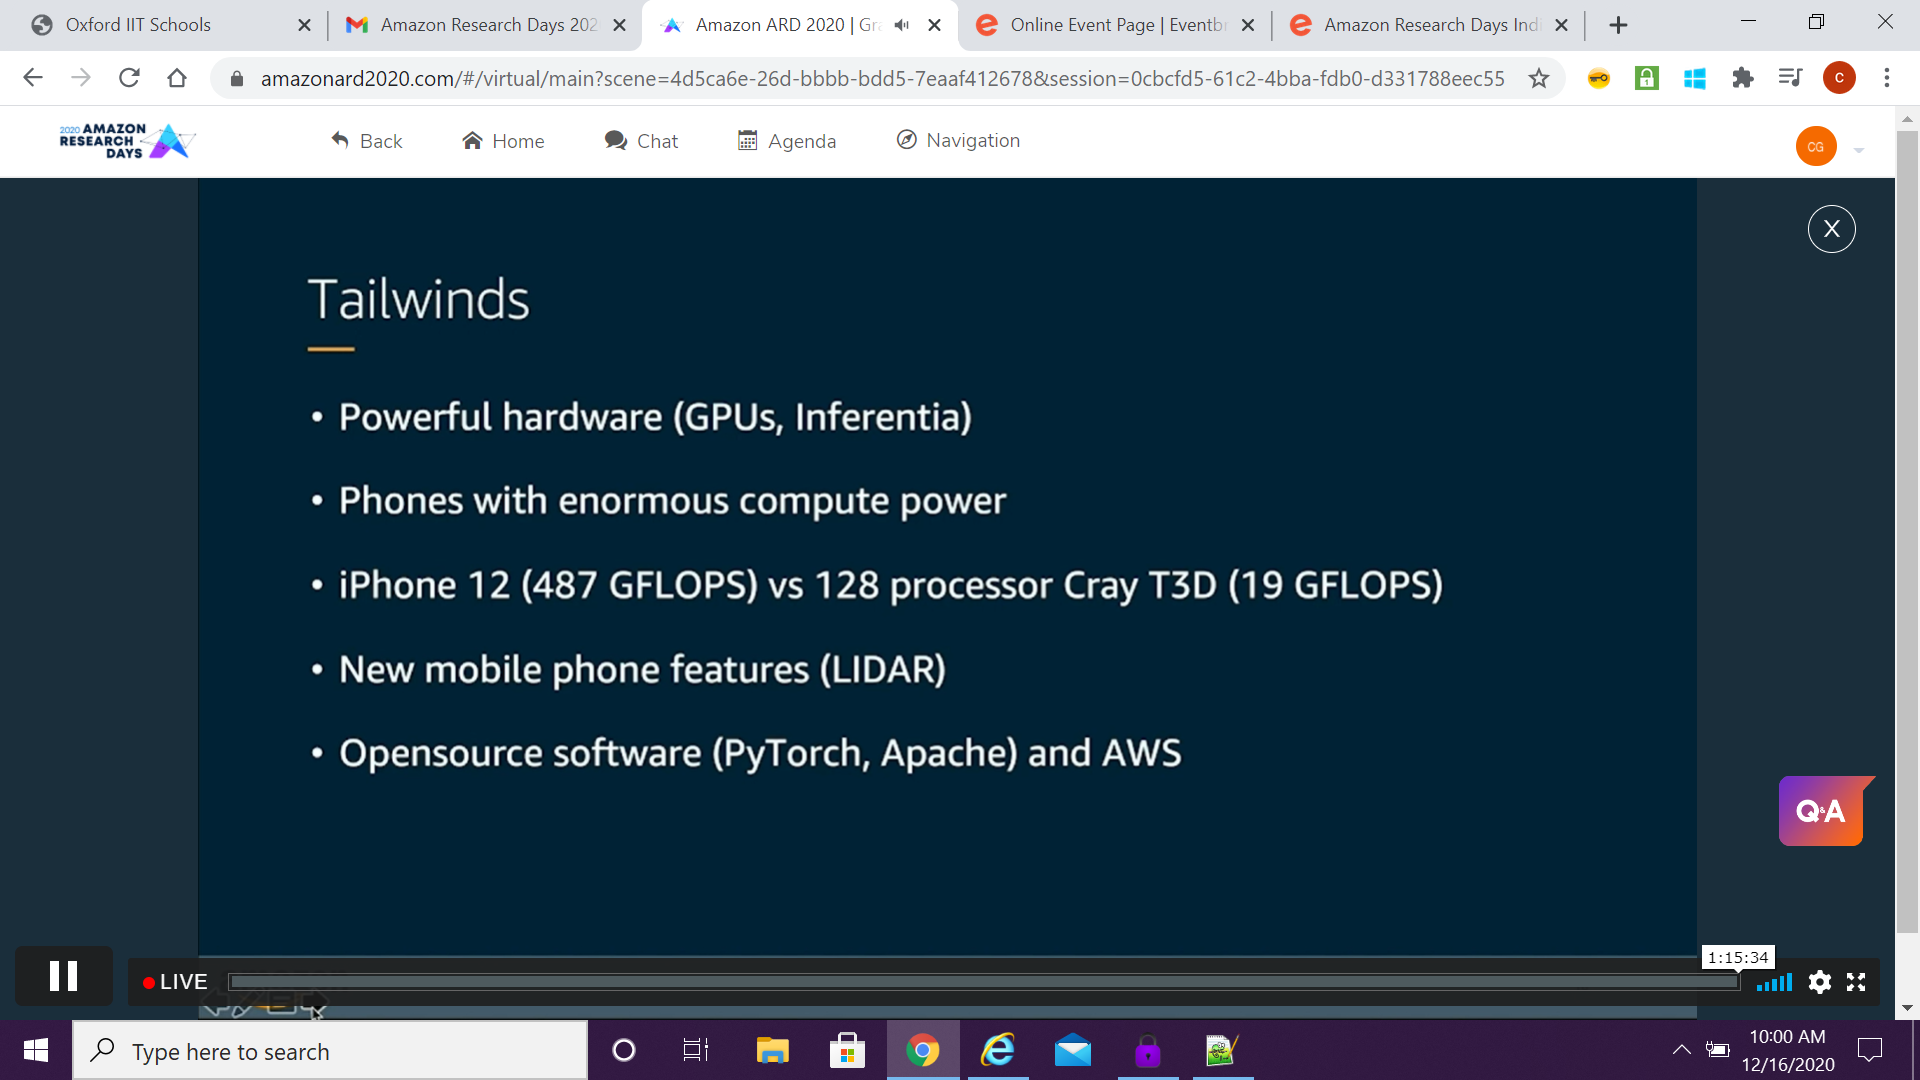 Oxford IIT Schools
Amazon Research Days 202
Amazon ARD 2020 | Gr
Online Event Page | Eventb
Amazon Research Days Indi
amazonard2020.com/#/virtual/main?scene=4d5ca6e-26d-bbbb-bdd5-7eaaf412678&session=0cbcfd5-61c2-4bba-fdb0-d331788eec55
C
2020 AMAZON
RESEARCH
DAYS
Back
Home
Chat
Agenda
Navigation
CG
X
Tailwinds
• Powerful hardware (GPUs, Inferentia)
• Phones with enormous compute power
• iPhone 12 (487 GFLOPS) vs 128 processor Cray T3D (19 GFLOPS)
• New mobile phone features (LIDAR)
• Opensource software (PyTorch, Apache) and AWS
Q&A
1:15:34
LIVE
Type here to search
10:00 AM
12/16/2020